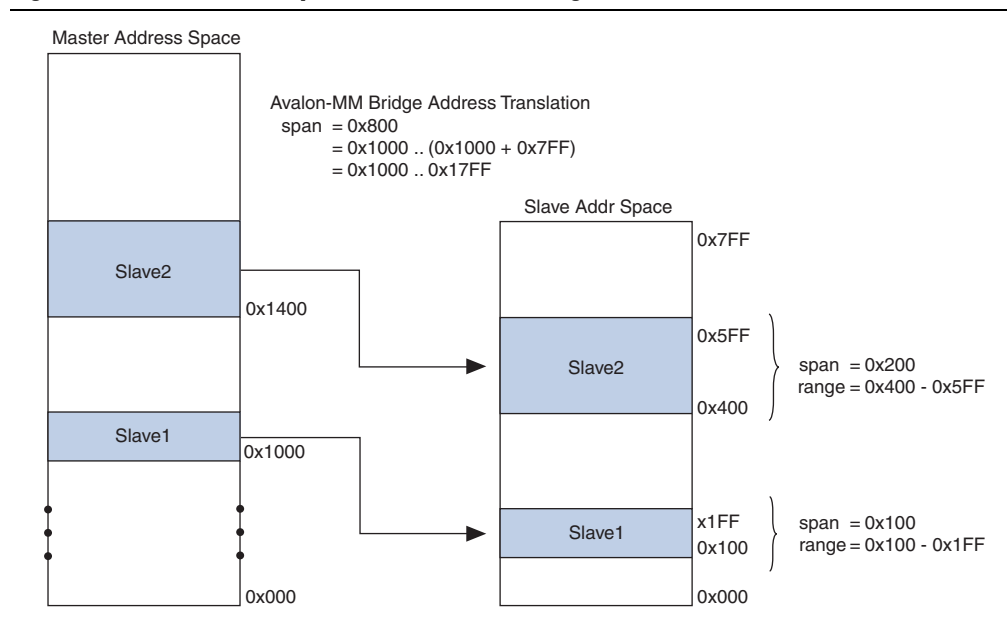 Master Address Space
Avalon-MM Bridge Address Translation
span = 0x800
= 0x1000 .. (0x1000 + 0x7FF)
= 0x1000 .. 0x17FF
Slave Addr Space
0x7FF
Slave2
0x1400
0x5FF
Slave2
0x400
span = 0x200
range = 0x400 - 0x5FF
Slave1
0x1000
x1FF
Slave1
0x100
span = 0x100
range = 0x100 - 0x1FF
0x000
0x000